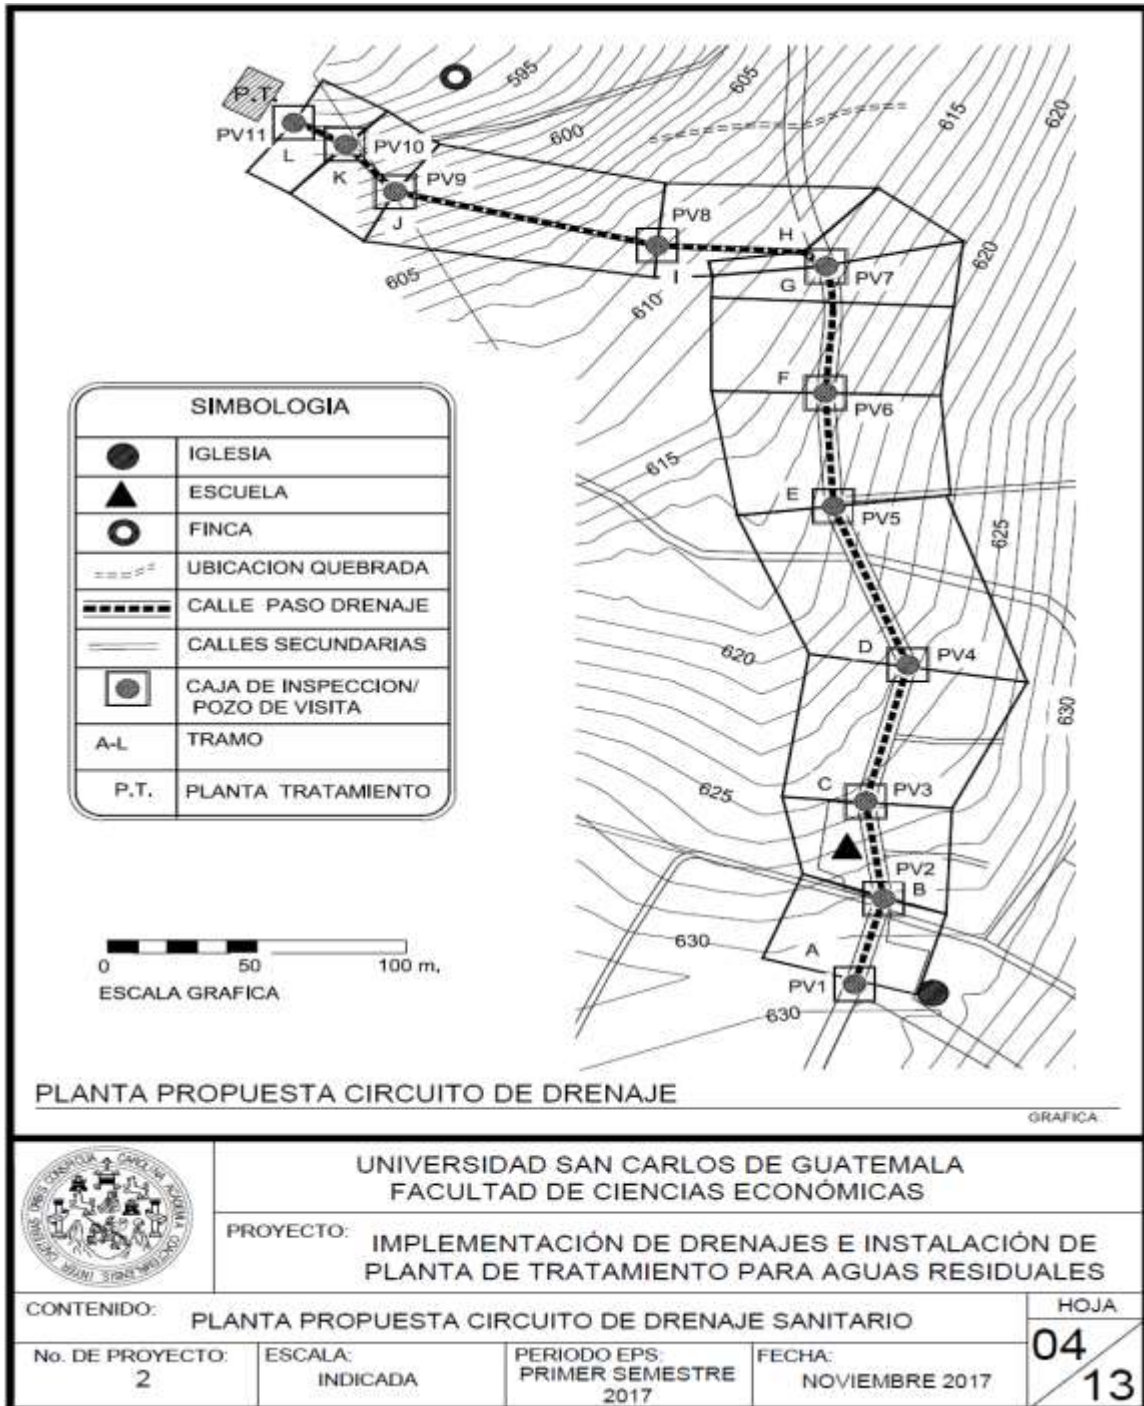 595
605
615
620
P.T.
PV11
L
PV10
600
K
PV9
J
PV8
H
620
605
I
G
PV7
610
F
PV6
615
E
PV5
625
620
D
PV4
630
625
C
PV3
PV2
B
630
A
PV1
630
SIMBOLOGIA
IGLESIA
ESCUELA
FINCA
UBICACION QUEBRADA
CALLE PASO DRENAJE
CALLES SECUNDARIAS
CAJA DE INSPECCION/
POZO DE VISITA
A-L TRAMO
P.T. PLANTA TRATAMIENTO
0 50 100 m,
ESCALA GRAFICA
PLANTA PROPUESTA CIRCUITO DE DRENAJE
GRAFICA
UNIVERSIDAD SAN CARLOS DE GUATEMALA
FACULTAD DE CIENCIAS ECONÓMICAS
PROYECTO: IMPLEMENTACIÓN DE DRENAJES E INSTALACIÓN DE
PLANTA DE TRATAMIENTO PARA AGUAS RESIDUALES
CONTENIDO: PLANTA PROPUESTA CIRCUITO DE DRENAJE SANITARIO
HOJA
04
13
No. DE PROYECTO:
2
ESCALA:
INDICADA
PERIODO EPS:
PRIMER SEMESTRE
2017
FECHA:
NOVIEMBRE 2017